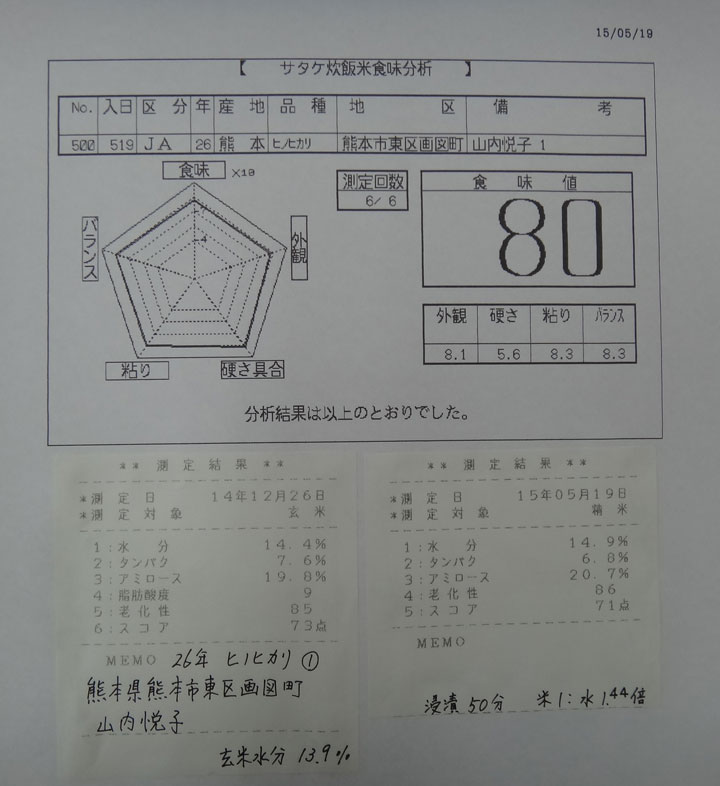 15/05/19
【 サタケ炊飯米食味分析 】
No. 入日 区分 年 産地 品種 地区 備考
500 519 JA 26 熊本 ヒノヒカリ 熊本市東区画図町 山内悦子 1
食味 ×10
7
4
バランス
外観
粘り
硬さ具合
測定回数
6/ 6
食味値
80
外観 硬さ 粘り バランス
8.1 5.6 8.3 8.3
分析結果は以上のとおりでした。
** 測定結果 **
*測定日 14年12月26日
*測定対象 玄米
1:水分 14.4%
2:タンパク 7.6%
3:アミロース 19.8%
4:脂肪酸度 9
5:老化性 85
6:スコア 73点
MEMO 26年 ヒノヒカリ ①
熊本県熊本市東区画図町
山内悦子
玄米水分 13.9%
** 測定結果 **
*測定日 15年05月19日
*測定対象 精米
1:水分 14.9%
2:タンパク 6.8%
3:アミロース 20.7%
4:老化性 86
5:スコア 71点
MEMO
浸漬50分 米1:水1.44倍